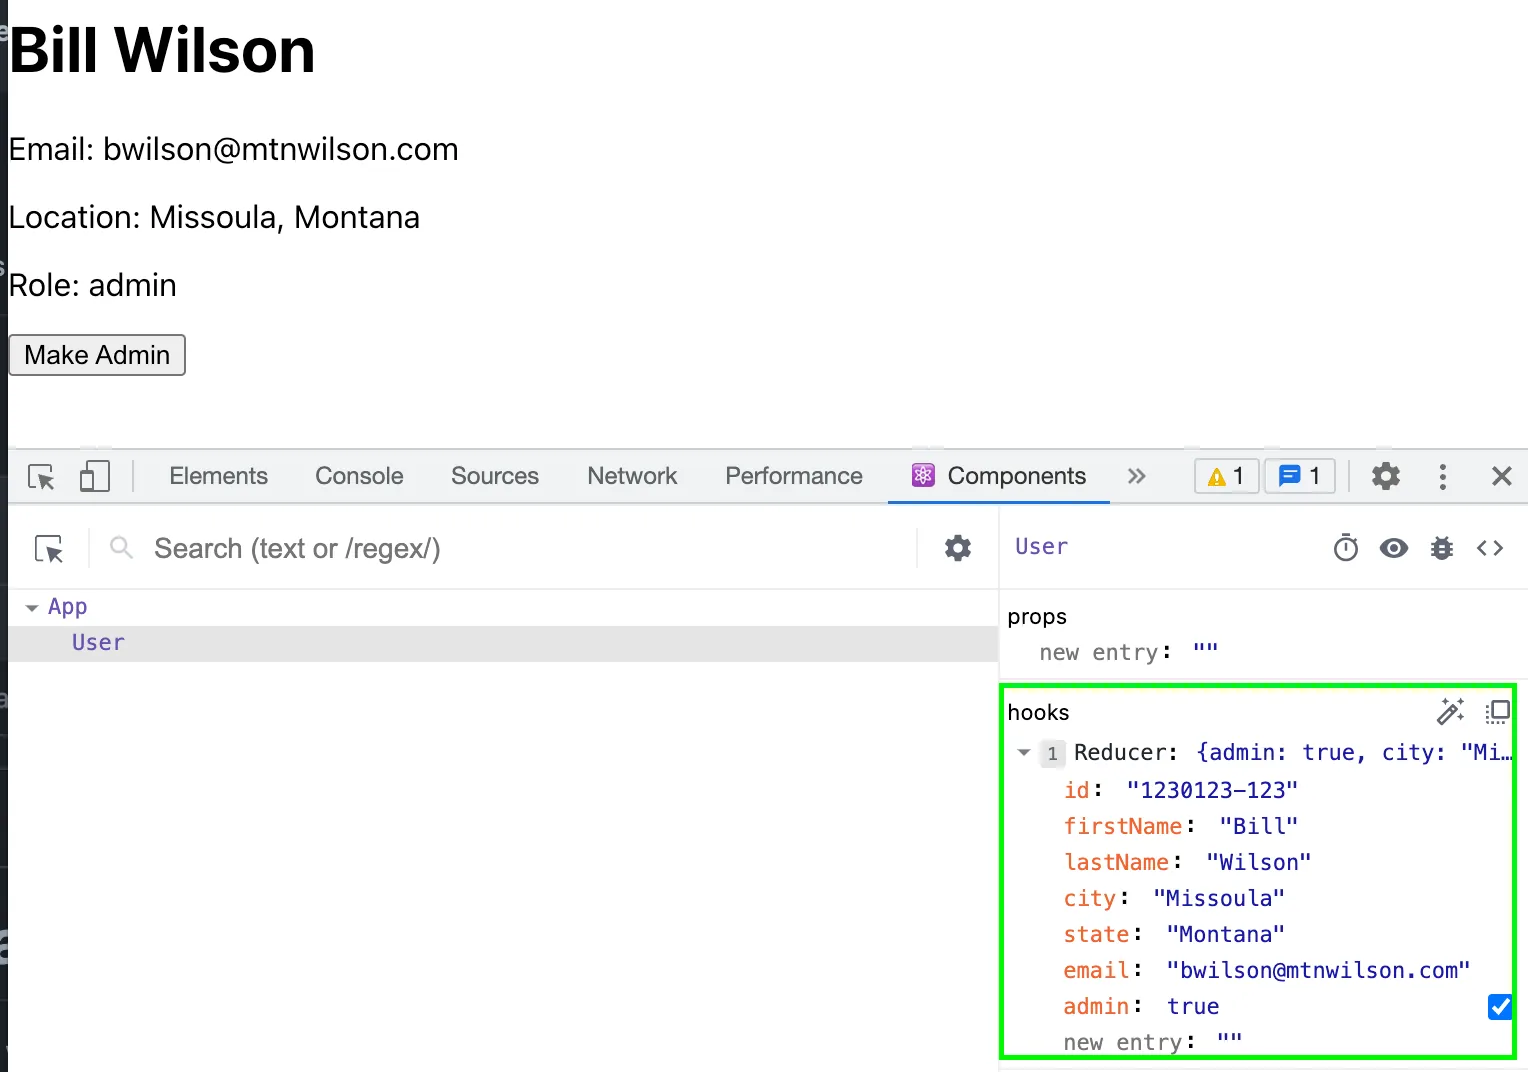 Bill Wilson
Email: bwilson@mtnwilson.com
Location: Missoula, Montana
Role: admin
Make Admin
Elements Console Sources Network Performance Components » 1 1
Search (text or /regex/)
User
App
User
props
new entry: ""
hooks
1 Reducer: {admin: true, city: "Mi…
id: "1230123-123"
firstName: "Bill"
lastName: "Wilson"
city: "Missoula"
state: "Montana"
email: "bwilson@mtnwilson.com"
admin: true
new entry: ""